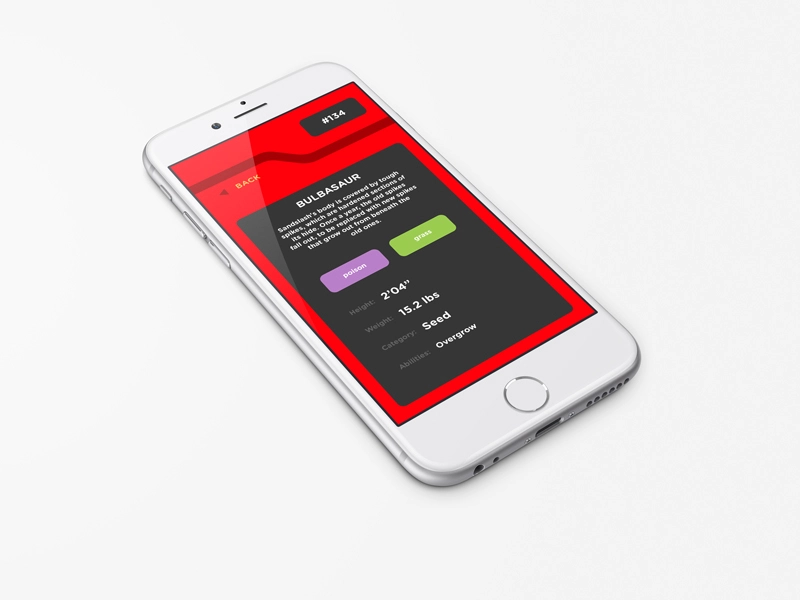 #134
BACK
BULBASAUR
Sandslash's body is covered by tough
spikes, which are hardened sections of
its hide. Once a year, the old spikes
fall out, to be replaced with new spikes
that grow out from beneath the
old ones.
poison
grass
Height: 2'04"
Weight: 15.2 lbs
Category: Seed
Abilities: Overgrow